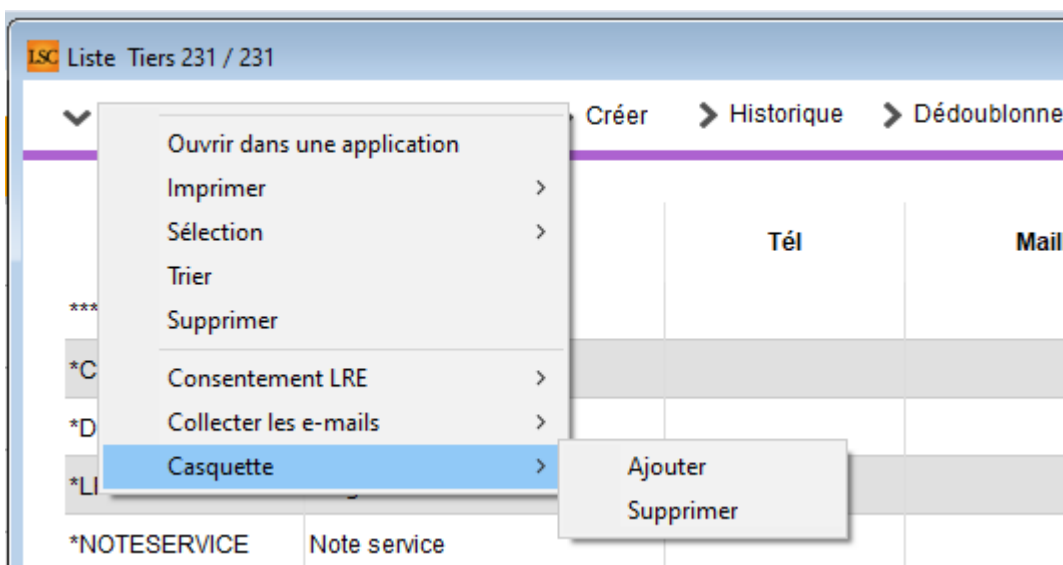 LSC Liste Tiers 231 / 231
Créer Historique Dédoublonne
Ouvrir dans une application
Imprimer
Sélection
Tél Mail
Trier
***
Supprimer
*C Consentement LRE
*D Collecter les e-mails
Casquette Ajouter
*LI
Supprimer
*NOTESERVICE Note service